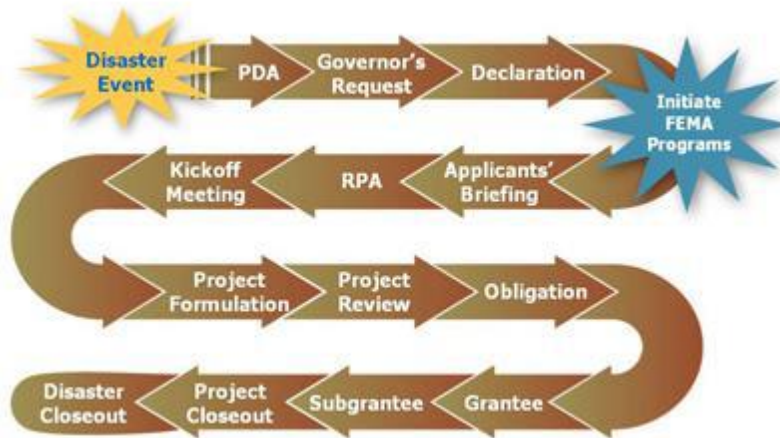 Disaster
Event
PDA
Governor's
Request
Declaration
Initiate
FEMA
Programs
Applicants'
Briefing
RPA
Kickoff
Meeting
Project
Formulation
Project
Review
Obligation
Grantee
Subgrantee
Project
Closeout
Disaster
Closeout